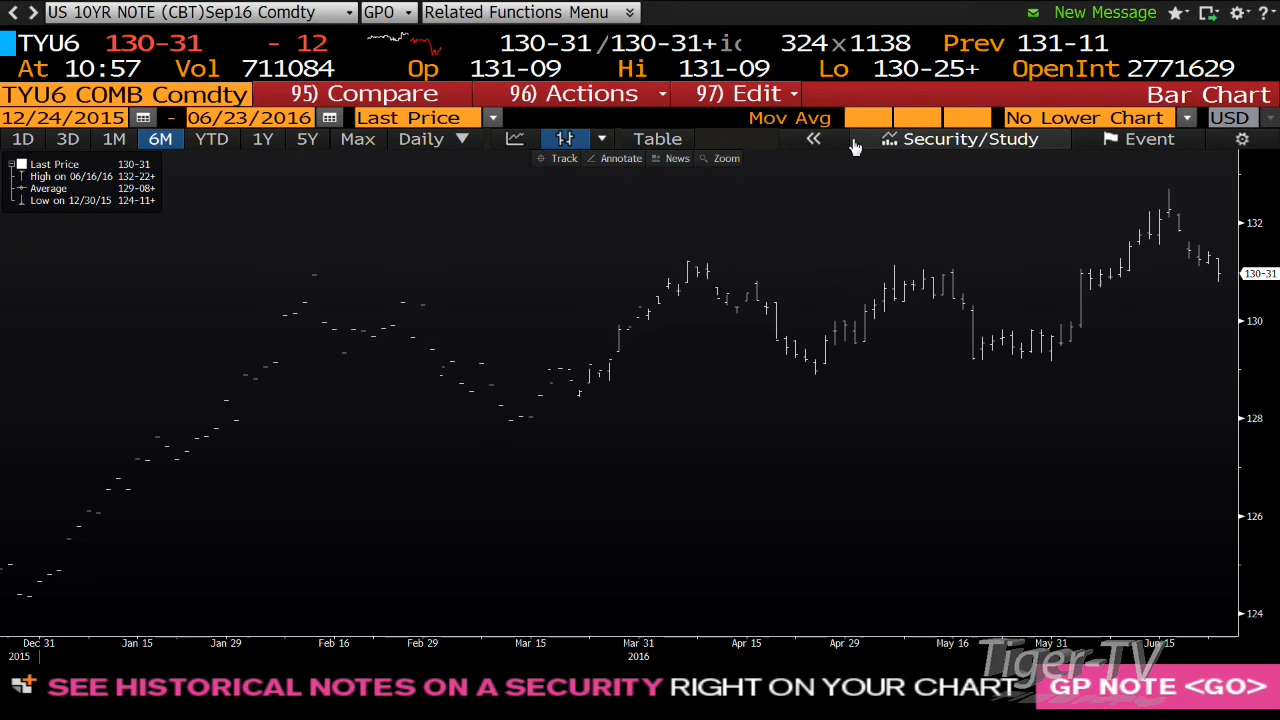 US 10YR NOTE (CBT)Sep16 Comdty GPO Related Functions Menu New Message
TYU6 130-31 - 12 130-31/130-31+ 324x1138 Prev 131-11
At 10:57 Vol 711084 Op 131-09 Hi 131-09 Lo 130-25+ OpenInt 2771629
TYU6 COMB Comdty 95) Compare 96) Actions 97) Edit Bar Chart
12/24/2015 - 06/23/2016 Last Price Mov Avg No Lower Chart USD
1D 3D 1M 6M YTD 1Y 5Y Max Daily Table Security/Study Event
Track Annotate News Zoom
Last Price 130-31
High on 06/16/16 132-22+
Average 129-08+
Low on 12/30/15 124-11+
132
130-31
130
128
126
124
Dec 31 Jan 15 Jan 29 Feb 16 Feb 29 Mar 15 Mar 31 Apr 15 Apr 29 May 16 May 31 Jun 15
2015 2016
Tiger-TV
SEE HISTORICAL NOTES ON A SECURITY RIGHT ON YOUR CHART GP NOTE <GO>